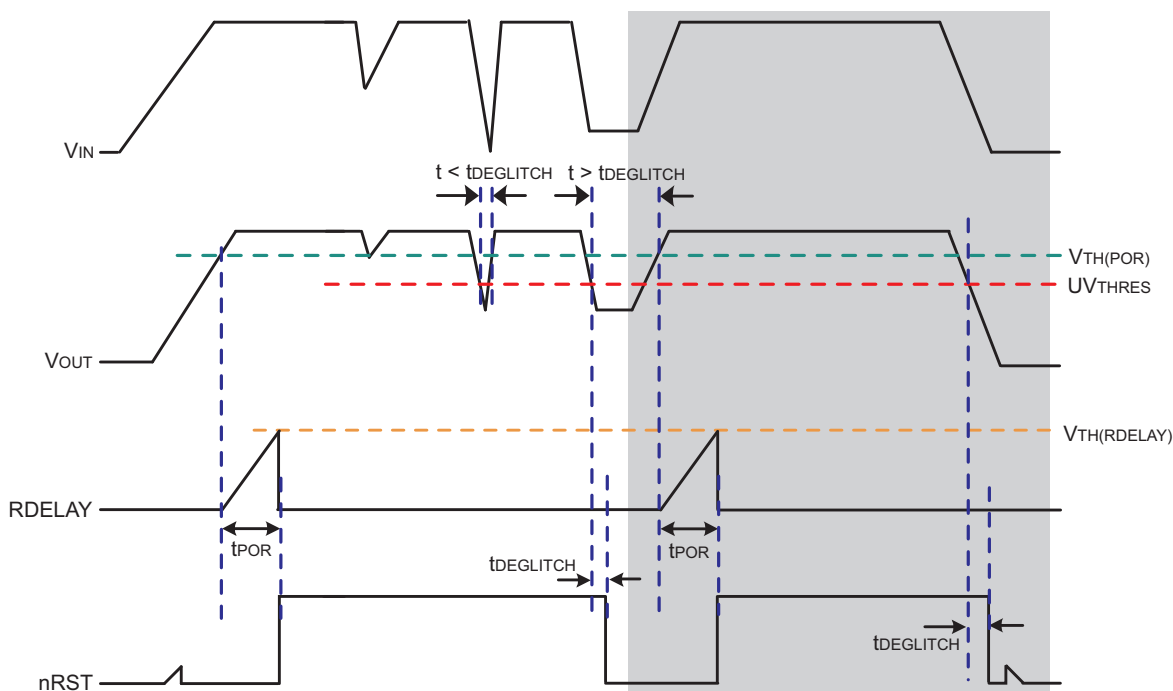 VIN
t < tDEGLITCH
t > tDEGLITCH
VTH(POR)
UVTHRES
VOUT
VTH(RDELAY)
RDELAY
tPOR
tPOR
tDEGLITCH
tDEGLITCH
nRST